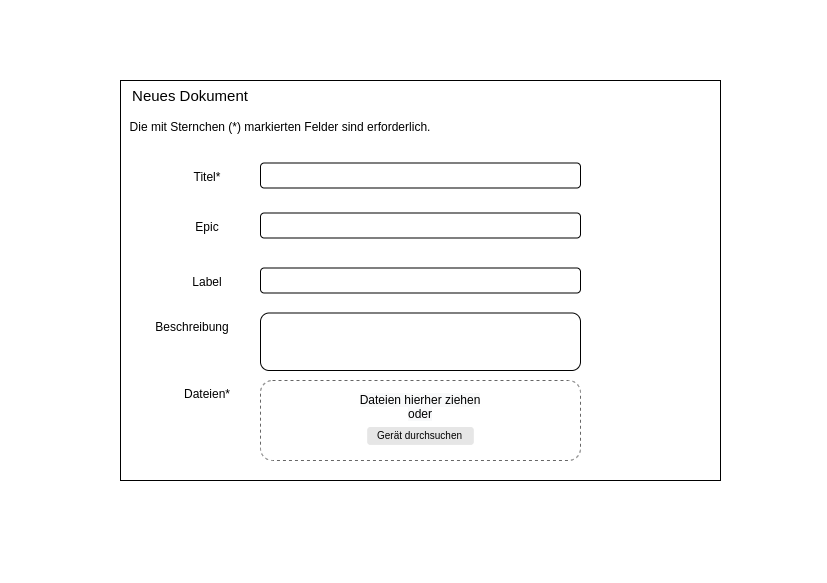 Neues Dokument
Die mit Sternchen (*) markierten Felder sind erforderlich.
Titel*
Epic
Label
Beschreibung
Dateien*
Dateien hierher ziehen
oder
Gerät durchsuchen